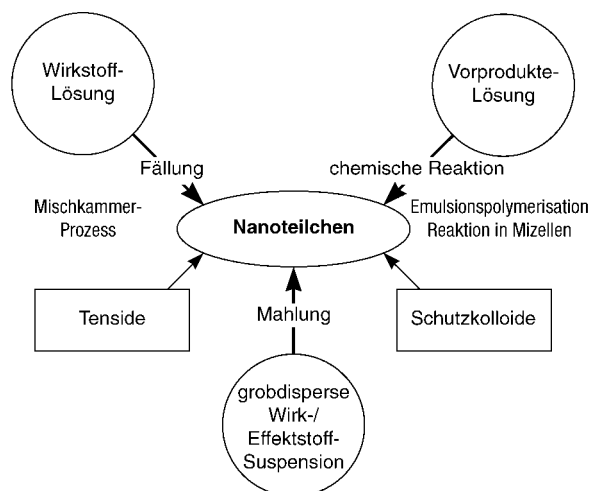 Wirkstoff-
Lösung
Vorprodukte-
Lösung
Fällung
chemische Reaktion
Mischkammer-
Prozess
Nanoteilchen
Emulsionspolymerisation
Reaktion in Mizellen
Tenside
Mahlung
Schutzkolloide
grobdisperse
Wirk-/
Effektstoff-
Suspension